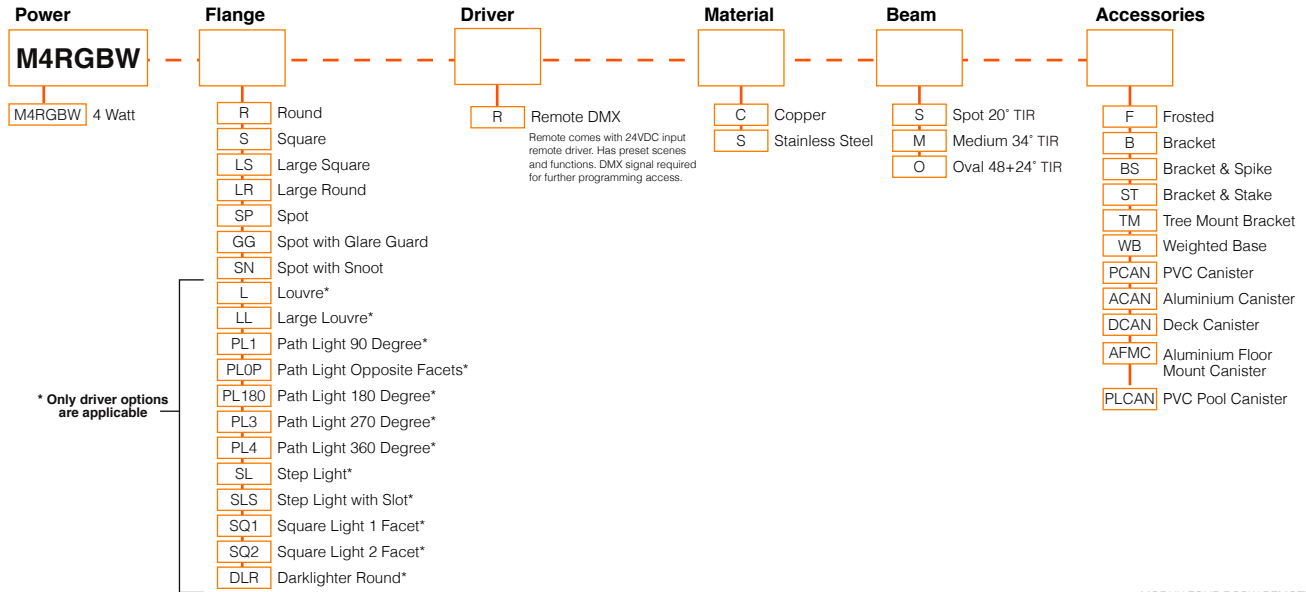 Power
M4RGBW
M4RGBW 4 Watt
Flange
R Round
S Square
LS Large Square
LR Large Round
SP Spot
GG Spot with Glare Guard
SN Spot with Snoot
L Louvre*
LL Large Louvre*
PL1 Path Light 90 Degree*
PL0P Path Light Opposite Facets*
PL180 Path Light 180 Degree*
PL3 Path Light 270 Degree*
PL4 Path Light 360 Degree*
SL Step Light*
SLS Step Light with Slot*
SQ1 Square Light 1 Facet*
SQ2 Square Light 2 Facet*
DLR Darklighter Round*
* Only driver options
are applicable
Driver
R Remote DMX
Remote comes with 24VDC input
remote driver. Has preset scenes
and functions. DMX signal required
for further programming access.
Material
C Copper
S Stainless Steel
Beam
S Spot 20˚ TIR
M Medium 34˚ TIR
O Oval 48+24˚ TIR
Accessories
F Frosted
B Bracket
BS Bracket & Spike
ST Bracket & Stake
TM Tree Mount Bracket
WB Weighted Base
PCAN PVC Canister
ACAN Aluminium Canister
DCAN Deck Canister
AFMC Aluminium Floor
Mount Canister
PLCAN PVC Pool Canister